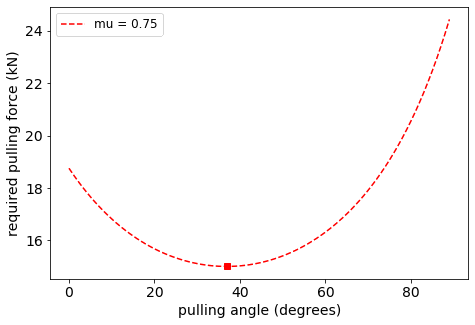 mu = 0.75
24
22
20
18
16
required pulling force (kN)
0 20 40 60 80
pulling angle (degrees)